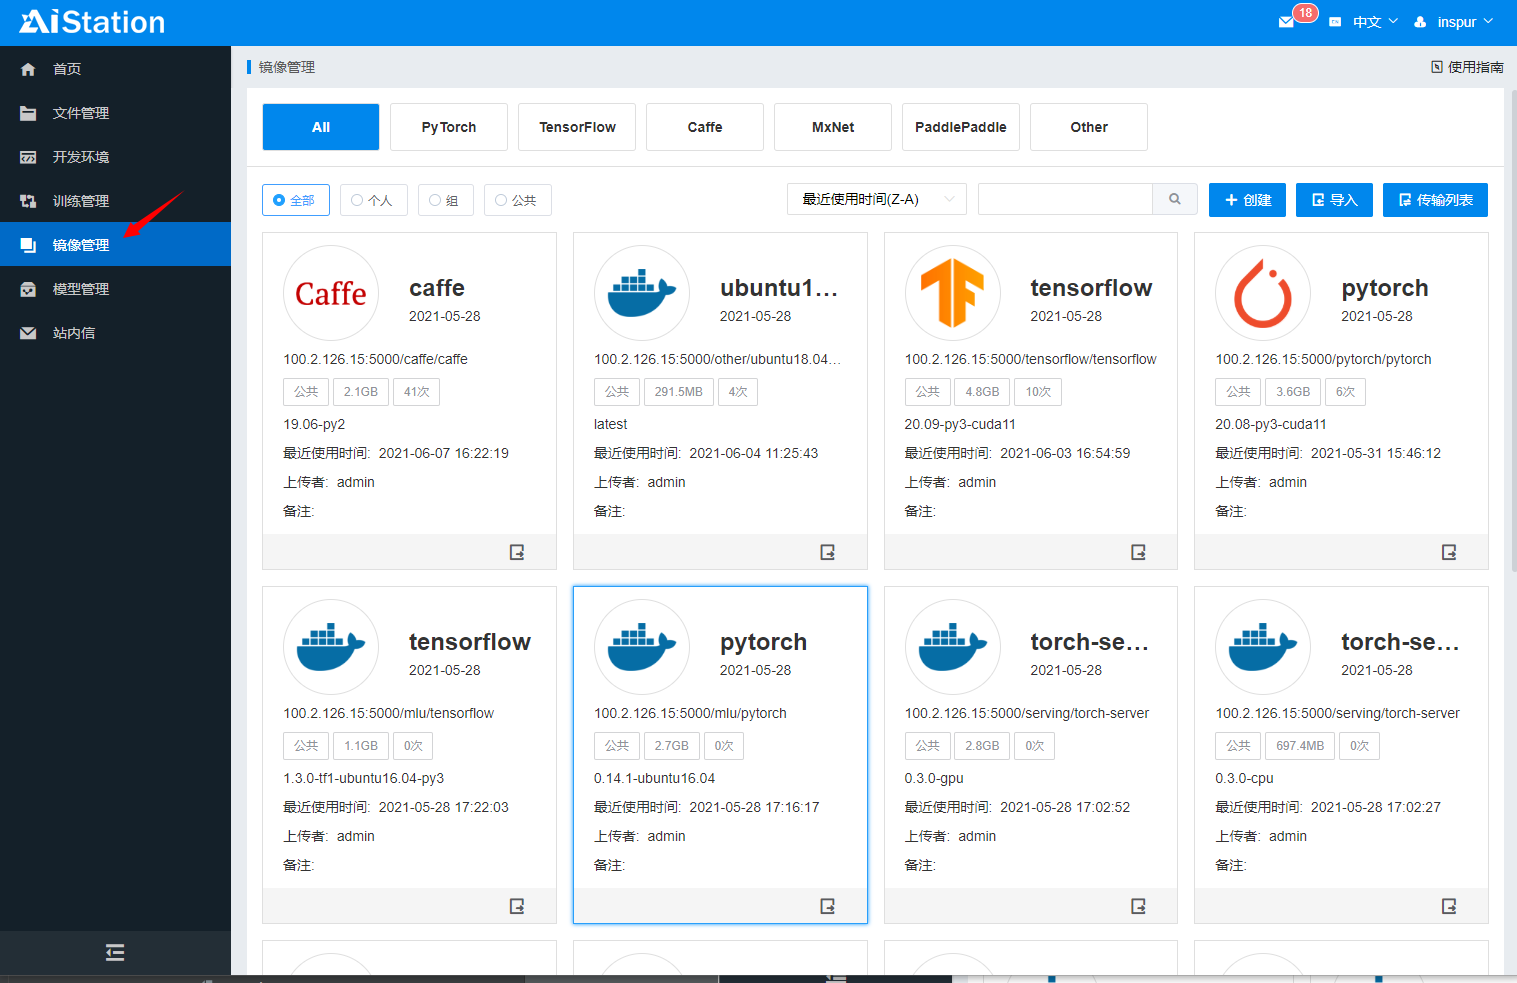 AiStation
18
中文
inspur
首页
文件管理
开发环境
训练管理
镜像管理
模型管理
站内信
镜像管理
使用指南
All
PyTorch
TensorFlow
Caffe
MxNet
PaddlePaddle
Other
全部
个人
组
公共
最近使用时间(Z-A)
创建
导入
传输列表
Caffe
caffe
2021-05-28
100.2.126.15:5000/caffe/caffe
公共
2.1GB
41次
19.06-py2
最近使用时间: 2021-06-07 16:22:19
上传者: admin
备注:
ubuntu1...
2021-05-28
100.2.126.15:5000/other/ubuntu18.04...
公共
291.5MB
4次
latest
最近使用时间: 2021-06-04 11:25:43
上传者: admin
备注:
tensorflow
2021-05-28
100.2.126.15:5000/tensorflow/tensorflow
公共
4.8GB
10次
20.09-py3-cuda11
最近使用时间: 2021-06-03 16:54:59
上传者: admin
备注:
pytorch
2021-05-28
100.2.126.15:5000/pytorch/pytorch
公共
3.6GB
6次
20.08-py3-cuda11
最近使用时间: 2021-05-31 15:46:12
上传者: admin
备注:
tensorflow
2021-05-28
100.2.126.15:5000/mlu/tensorflow
公共
1.1GB
0次
1.3.0-tf1-ubuntu16.04-py3
最近使用时间: 2021-05-28 17:22:03
上传者: admin
备注:
pytorch
2021-05-28
100.2.126.15:5000/mlu/pytorch
公共
2.7GB
0次
0.14.1-ubuntu16.04
最近使用时间: 2021-05-28 17:16:17
上传者: admin
备注:
torch-se...
2021-05-28
100.2.126.15:5000/serving/torch-server
公共
2.8GB
0次
0.3.0-gpu
最近使用时间: 2021-05-28 17:02:52
上传者: admin
备注:
torch-se...
2021-05-28
100.2.126.15:5000/serving/torch-server
公共
697.4MB
0次
0.3.0-cpu
最近使用时间: 2021-05-28 17:02:27
上传者: admin
备注: